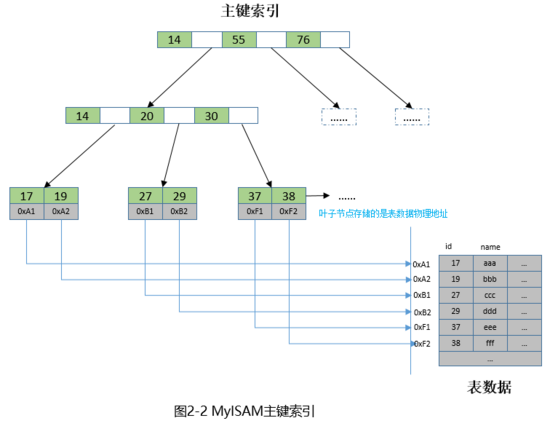 主键索引
14 55 76
14 20 30
...... ......
17 19 27 29 37 38 ......
0xA1 0xA2 0xB1 0xB2 0xF1 0xF2
叶子节点存储的是表数据物理地址
id name
0xA1 17 aaa ...
0xA2 19 bbb ...
0xB1 27 ccc ...
0xB2 29 ddd ...
0xF1 37 eee ...
0xF2 38 fff ...
...
表数据
图2-2 MyISAM主键索引